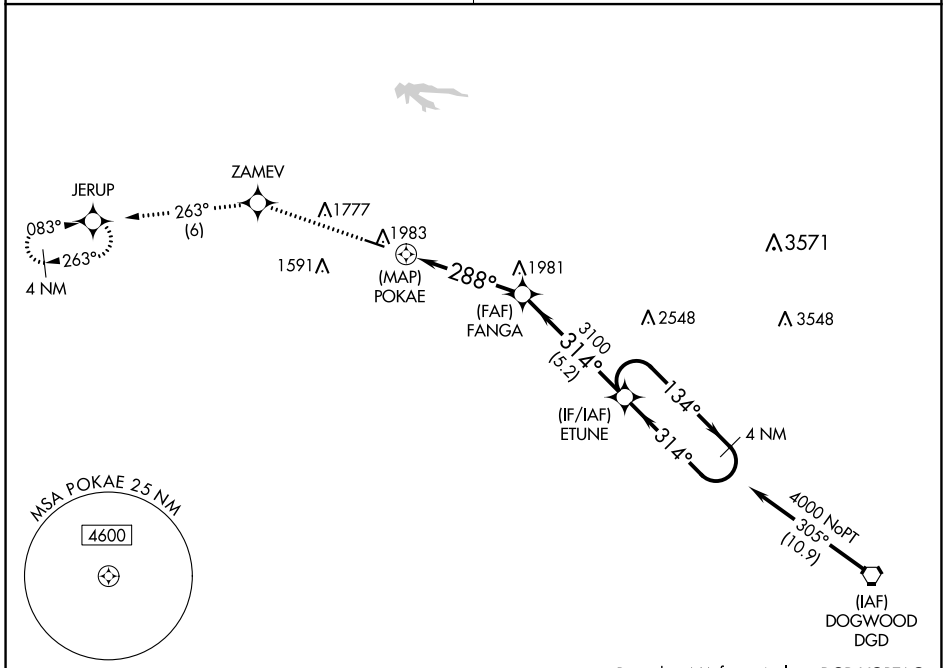 ZAMEV
JERUP
083°
263°
(6)
263°
4 NM
1777
1983
1591
(MAP)
POKAE
288°
1981
(FAF)
FANGA
3571
2548
3548
3100
314°
(5.2)
(IF/IAF)
ETUNE
134°
314°
4 NM
4000 NoPT
305°
(10.9)
(IAF)
DOGWOOD
DGD
MSA POKAE 25 NM
4600